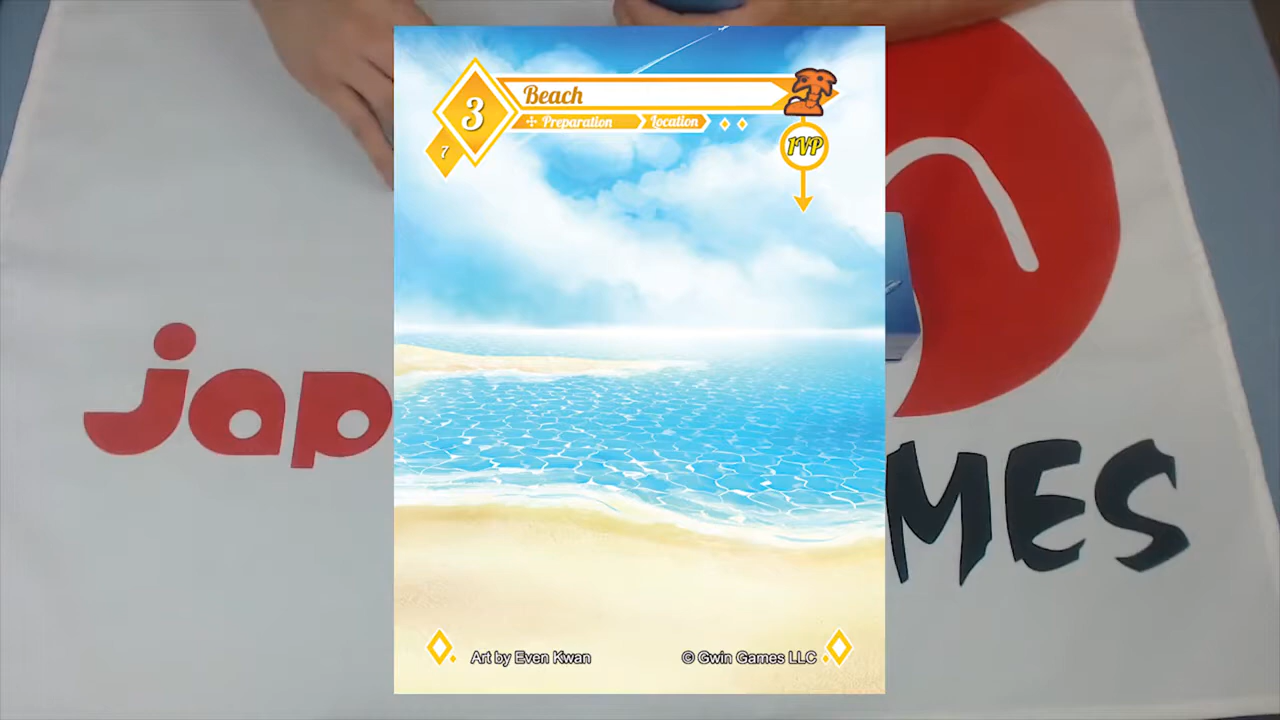 3
Beach
Preparation
Location
7
1VP
jap
MES
Art by Even Kwan
© Gwin Games LLC